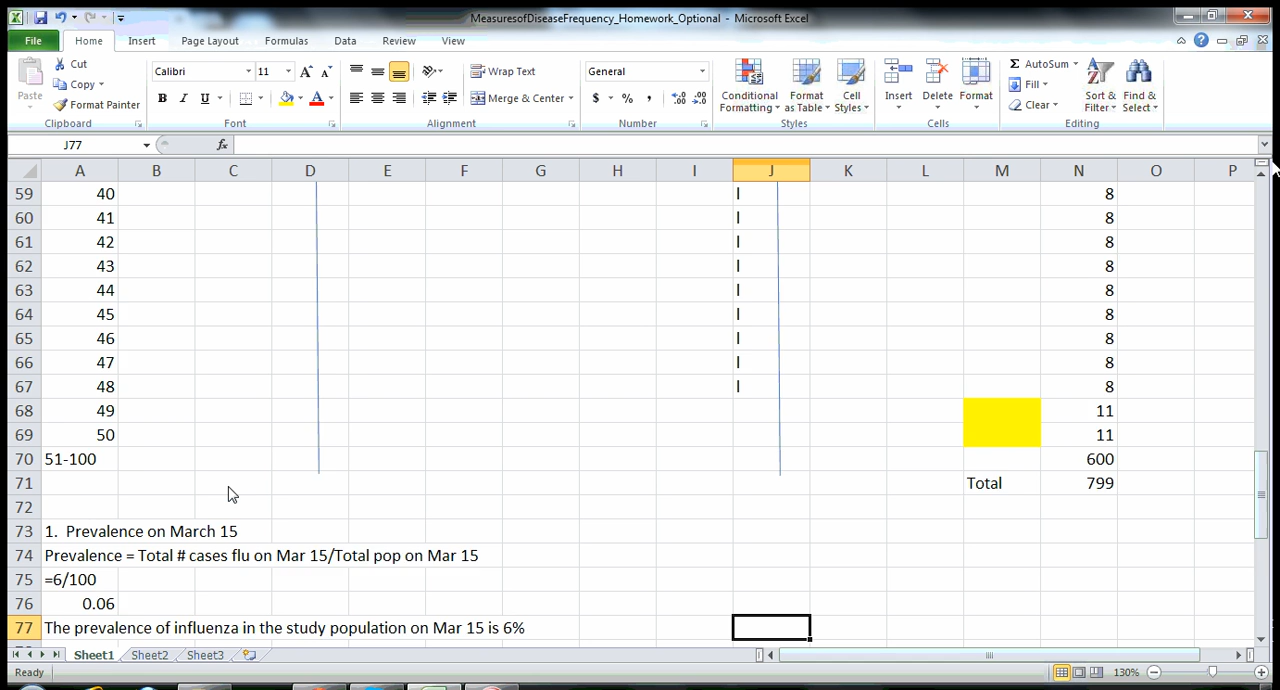 MeasuresofDiseaseFrequency_Homework_Optional - Microsoft Excel
File Home Insert Page Layout Formulas Data Review View
Paste Cut Copy Format Painter
Calibri 11
B I U A A A
Wrap Text
Merge & Center
General
$ % ,
Conditional Formatting Format as Table Cell Styles
Insert Delete Format
Σ AutoSum
Fill
Clear
Sort & Filter Find & Select
Clipboard Font Alignment Number Styles Cells Editing
J77 fx
A B C D E F G H I J K L M N O P
59 40 l 8
60 41 l 8
61 42 l 8
62 43 l 8
63 44 l 8
64 45 l 8
65 46 l 8
66 47 l 8
67 48 l 8
68 49 11
69 50 11
70 51-100 600
71 Total 799
72
73 1. Prevalence on March 15
74 Prevalence = Total # cases flu on Mar 15/Total pop on Mar 15
75 =6/100
76 0.06
77 The prevalence of influenza in the study population on Mar 15 is 6%
Sheet1 Sheet2 Sheet3
Ready 130%